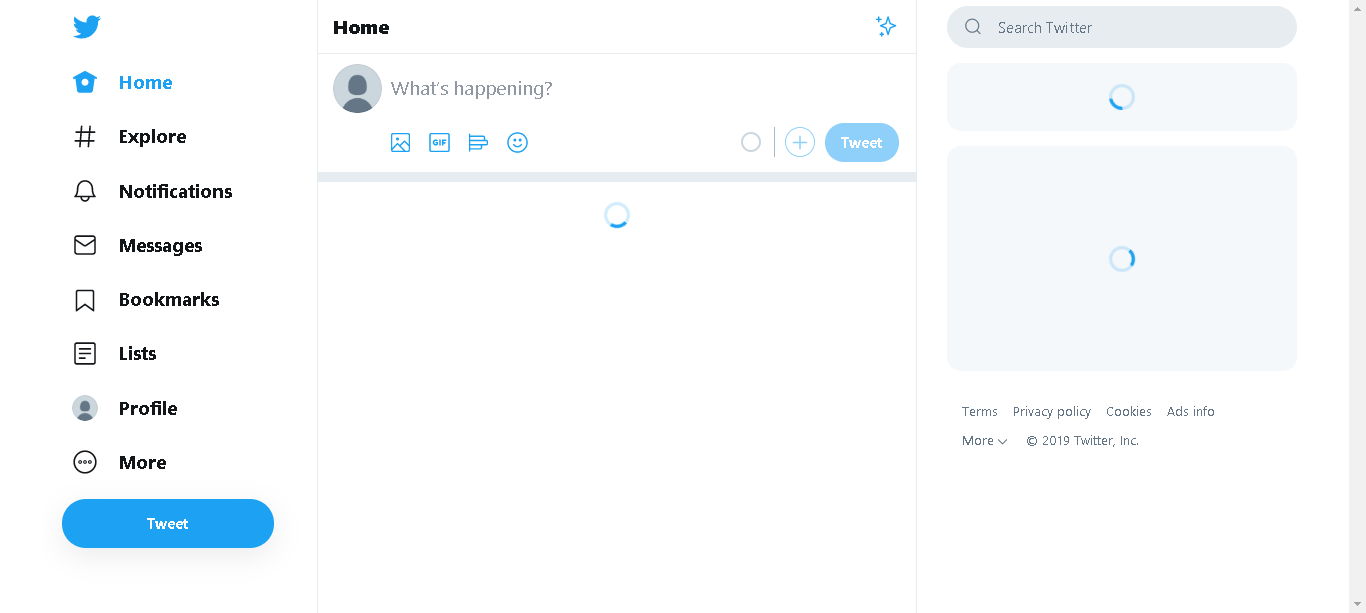 Home
Explore
Notifications
Messages
Bookmarks
Lists
Profile
More
Tweet
Home
What's happening?
GIF
Tweet
Search Twitter
Terms Privacy policy Cookies Ads info
More © 2019 Twitter, Inc.